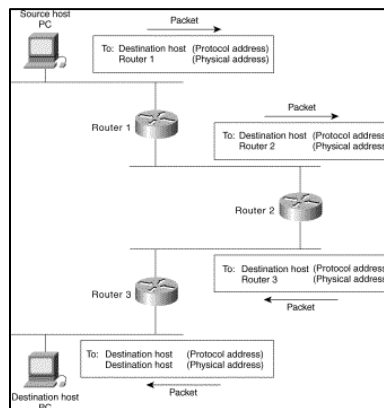 Source host
PC
Packet
To: Destination host (Protocol address)
Router 1 (Physical address)
Router 1
Packet
To: Destination host (Protocol address)
Router 2 (Physical address)
Router 2
To: Destination host (Protocol address)
Router 3 (Physical address)
Packet
Router 3
To: Destination host (Protocol address)
Destination host (Physical address)
Packet
Destination host
PC